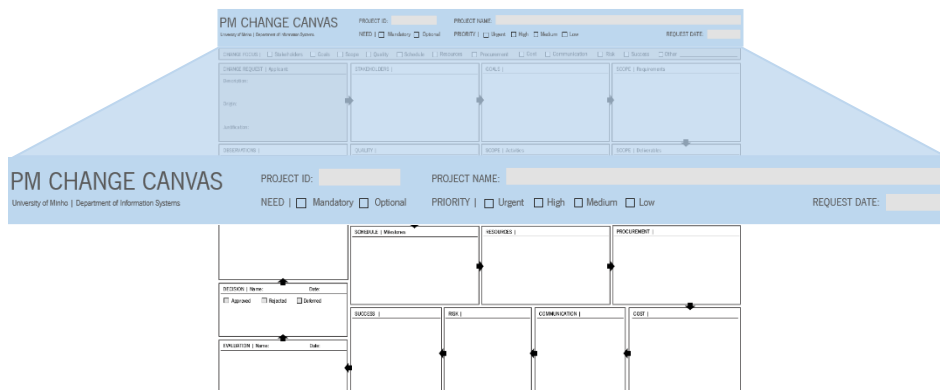 PM CHANGE CANVAS PROJECT ID: PROJECT NAME:
University of Minho | Department of Information Systems NEED | Mandatory Optional PRIORITY | Urgent High Medium Low REQUEST DATE:
CHANGE FOCUS | Stakeholders Goals Scope Quality Schedule Resources Procurement Cost Communication Risk Success Other
CHANGE REQUEST | Applicant STAKEHOLDERS | GOALS | SCOPE | Requirements
Description:
Origin:
Justification:
OBSERVATIONS | QUALITY | SCOPE | Activities SCOPE | Deliverables
PM CHANGE CANVAS PROJECT ID: PROJECT NAME:
University of Minho | Department of Information Systems NEED | Mandatory Optional PRIORITY | Urgent High Medium Low REQUEST DATE:
SCHEDULE | Milestones RESOURCES | PROCUREMENT |
DECISION | Name: Date:
Approved Rejected Deferred
SUCCESS | RISK | COMMUNICATION | COST |
EVALUATION | Name: Date: